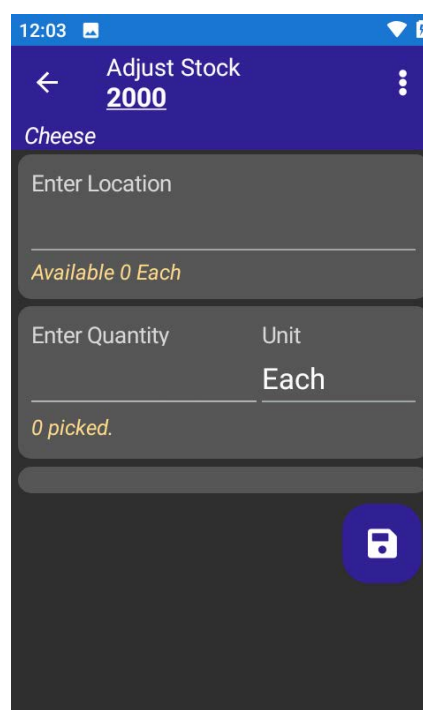 12:03
Adjust Stock
2000
Cheese
Enter Location
Available 0 Each
Enter Quantity Unit
Each
0 picked.